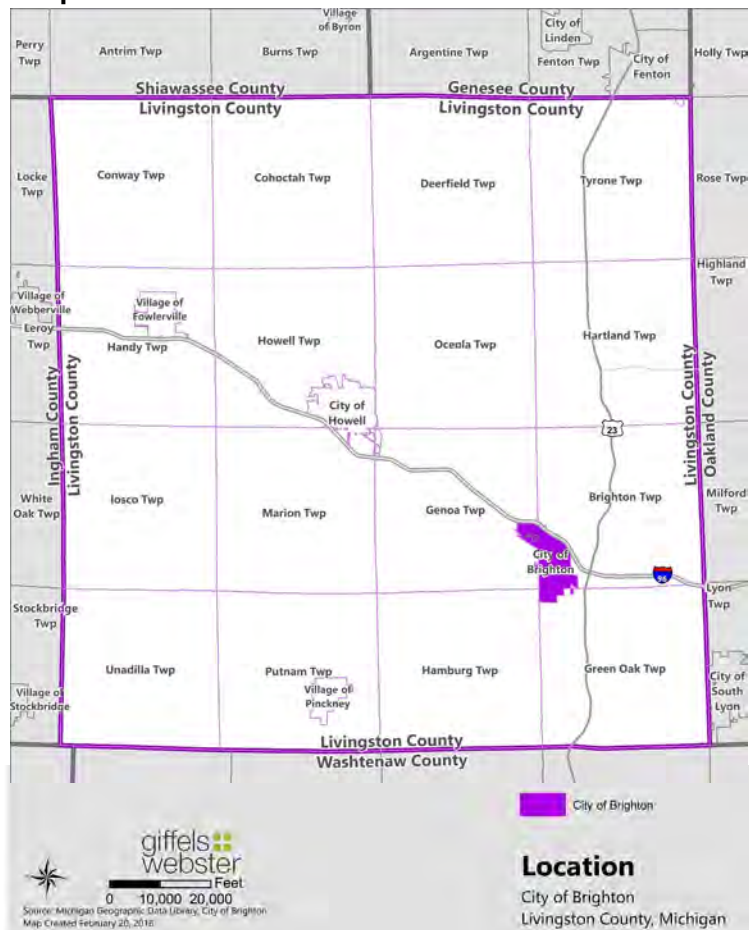 Village
of Byron
City of
Linden
Perry
Twp
Antrim Twp
Burns Twp
Argentine Twp
Fenton Twp
City of
Fenton
Holly Twp
Shiawassee County
Genesee County
Livingston County
Livingston County
Locke
Twp
Conway Twp
Cohoctah Twp
Deerfield Twp
Tyrone Twp
Rose Twp
Highland
Twp
Village of
Webberville
Leroy
Twp
Village of
Fowlerville
Handy Twp
Howell Twp
Oceola Twp
Hartland Twp
City of
Howell
Ingham County
Livingston County
Livingston County
Oakland County
23
White
Oak Twp
Iosco Twp
Marion Twp
Genoa Twp
Brighton Twp
Milford
Twp
City of
Brighton
96
Lyon
Twp
Stockbridge
Twp
Unadilla Twp
Putnam Twp
Hamburg Twp
Green Oak Twp
Village of
Stockbridge
Village of
Pinckney
City of
South
Lyon
Livingston County
Washtenaw County
City of Brighton
giffels
webster
Feet
0 10,000 20,000
Source: Michigan Geographic Data Library, City of Brighton
Map Created February 20, 2018
Location
City of Brighton
Livingston County, Michigan